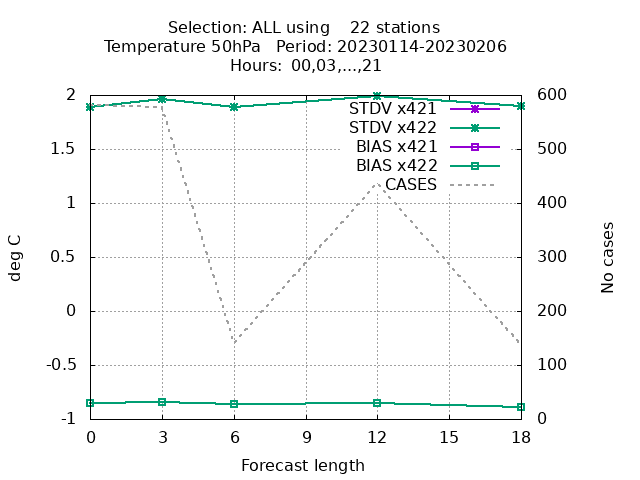 Selection: ALL using    22 stations
Temperature 50hPa   Period: 20230114-20230206
Hours: 00,03,...,21
2
1.5
1
0.5
0
-0.5
-1
deg C
600
500
400
300
200
100
0
No cases
STDV x421
STDV x422
BIAS x421
BIAS x422
CASES
0 3 6 9 12 15 18
Forecast length